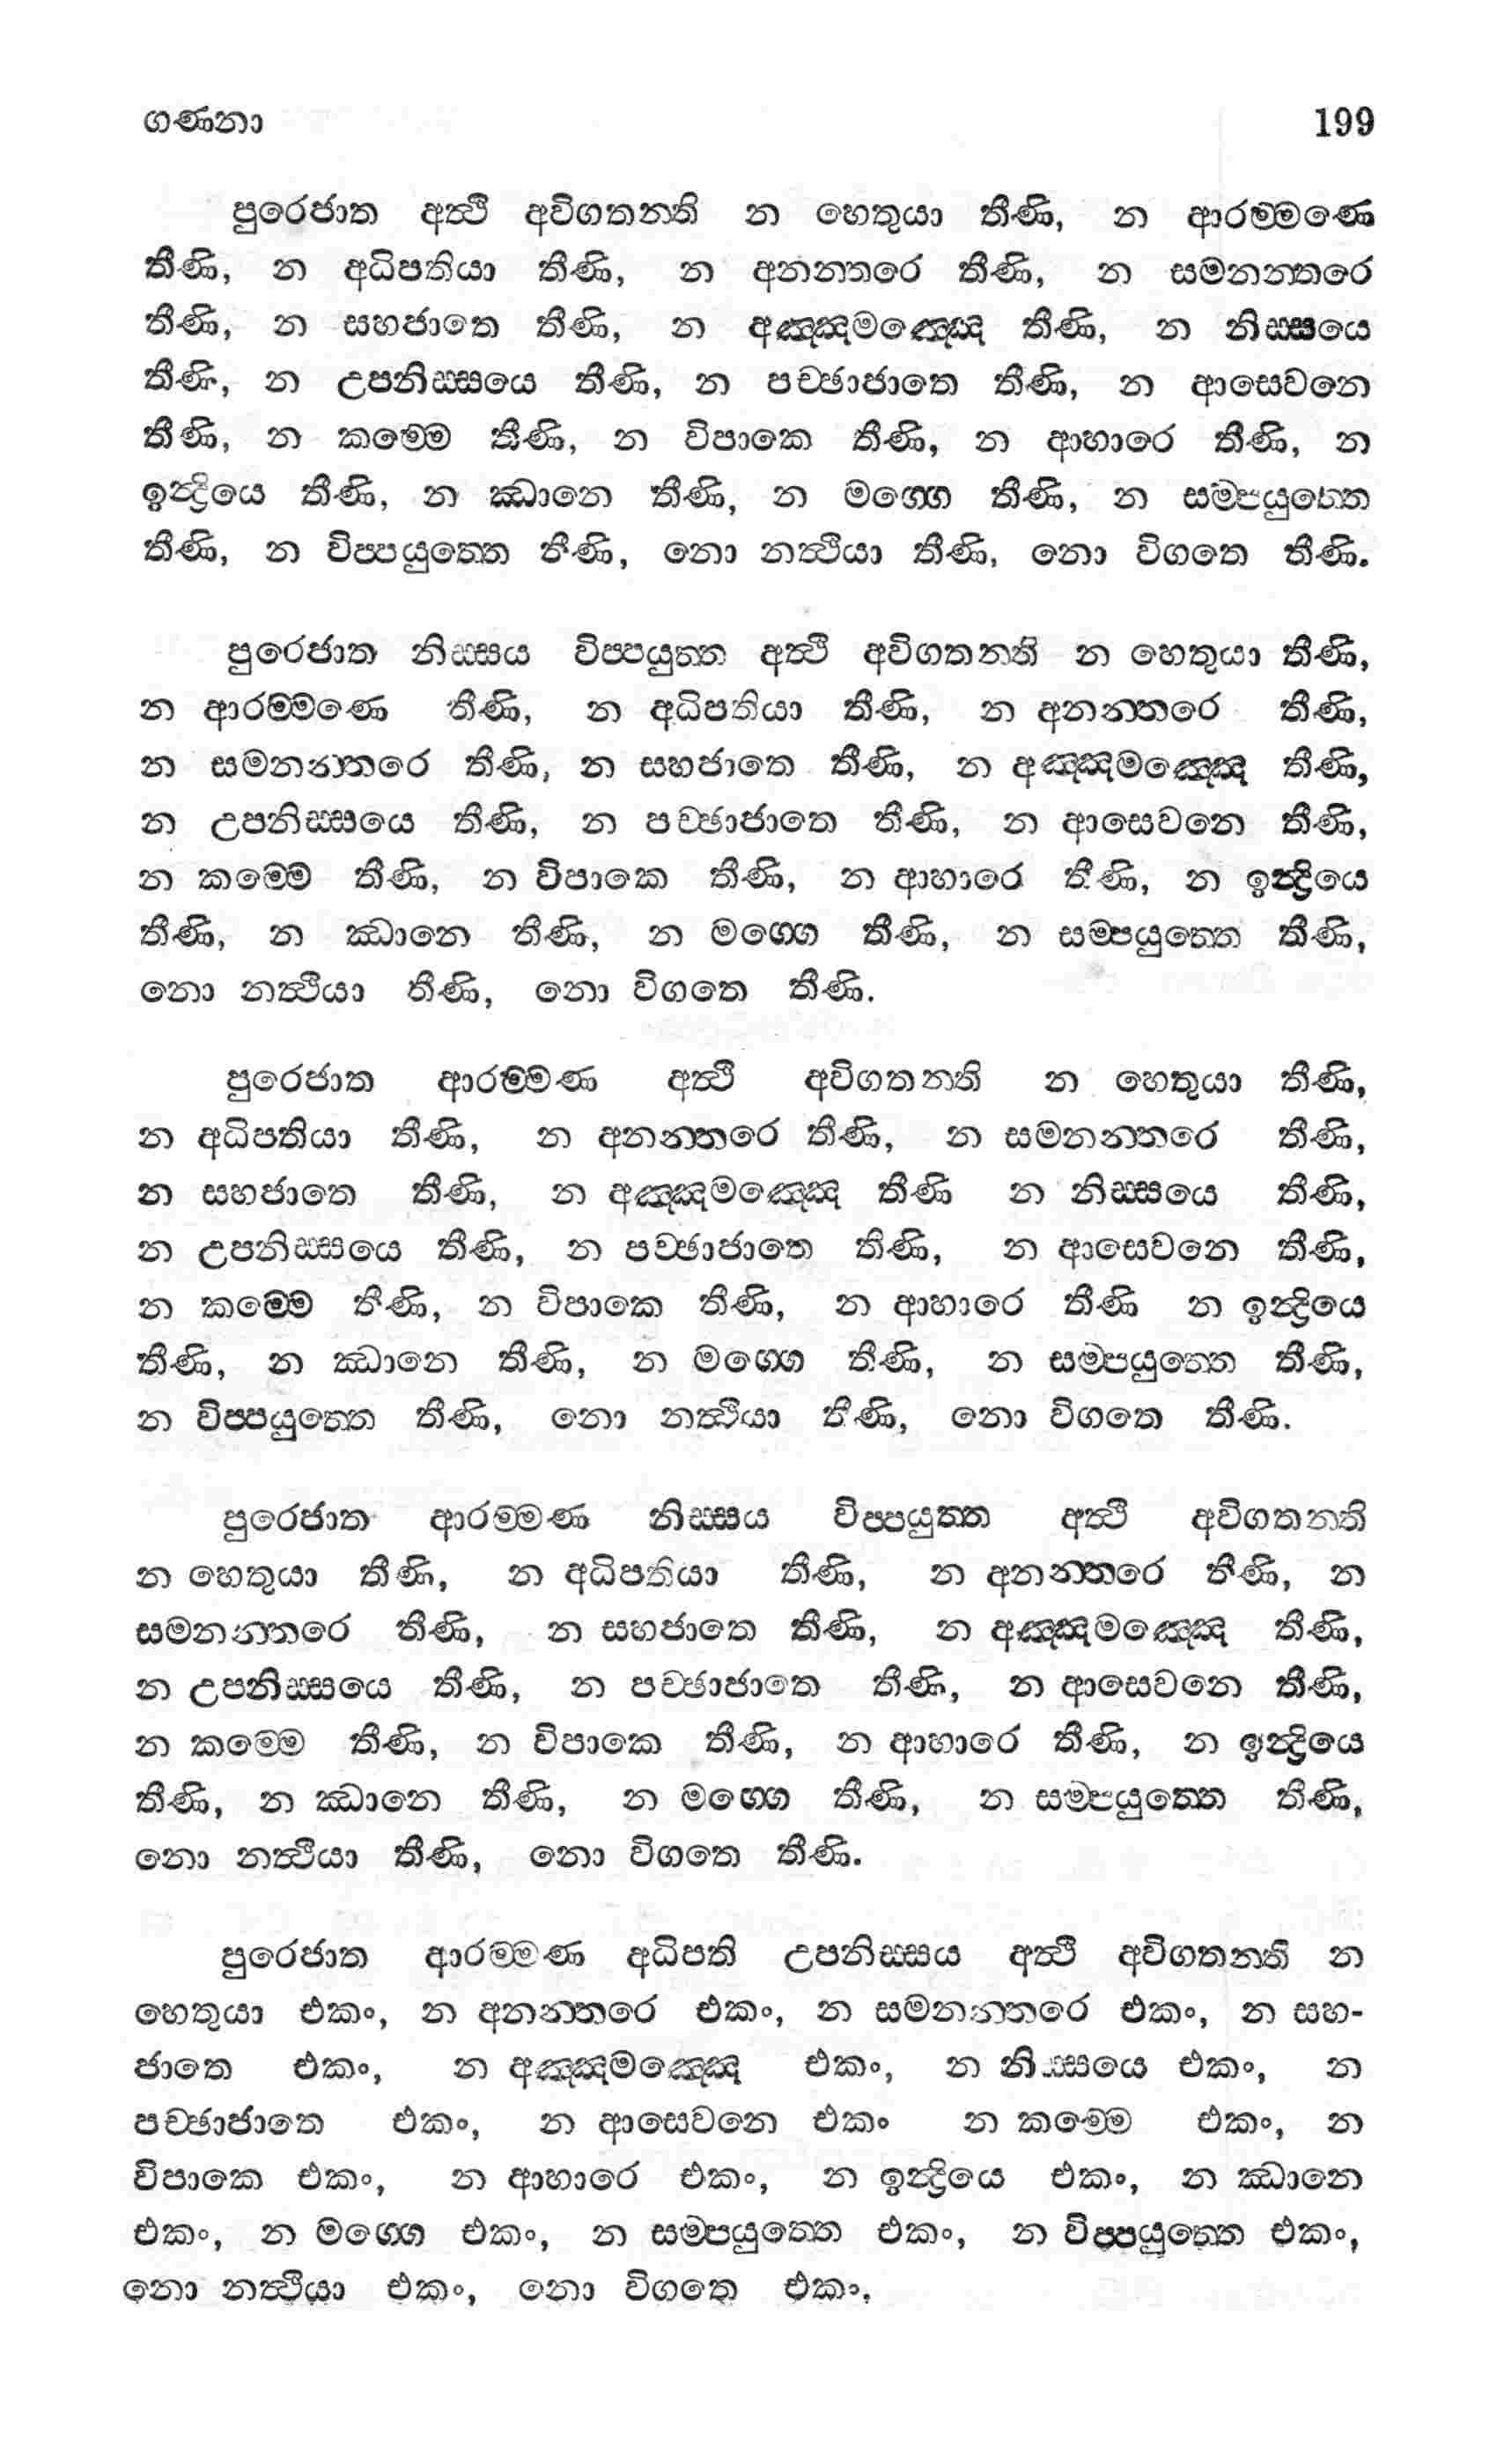 ගණනා 199
පුරෙජාත අත්‍ථි අවිගතන්‍ති න හෙතුයා තීණි, න ආරම්මණෙ
තීණි, න අධිපතියා තීණි, න අනන්‍තරෙ තීණි, න සමනන්‍තරෙ
තීණි, න සහජාතෙ තීණි, න අඤ්ඤමඤ්ඤෙ තීණි, න නිස්සයෙ
තීණි, න උපනිස්සයෙ තීණි, න පච්ඡාජාතෙ තීණි, න ආසෙවනෙ
තීණි, න කම්මෙ තීණි, න විපාකෙ තීණි, න ආහාරෙ තීණි, න
ඉන්‍ද්‍රියෙ තීණි, න ඣානෙ තීණි, න මග්ගෙ තීණි, න සම්පයුත්තෙ
තීණි, න විප්පයුත්තෙ තීණි, නො නත්‍ථියා තීණි, නො විගතෙ තීණි.
පුරෙජාත නිස්සය විප්පයුත්ත අත්‍ථි අවිගතන්‍ති න හෙතුයා තීණි,
න ආරම්මණෙ තීණි, න අධිපතියා තීණි, න අනන්‍තරෙ තීණි,
න සමනන්‍තරෙ තීණි, න සහජාතෙ තීණි, න අඤ්ඤමඤ්ඤෙ තීණි,
න උපනිස්සයෙ තීණි, න පච්ඡාජාතෙ තීණි, න ආසෙවනෙ තීණි,
න කම්මෙ තීණි, න විපාකෙ තීණි, න ආහාරෙ තීණි, න ඉන්‍ද්‍රියෙ
තීණි, න ඣානෙ තීණි, න මග්ගෙ තීණි, න සම්පයුත්තෙ තීණි,
නො නත්‍ථියා තීණි, නො විගතෙ තීණි.
පුරෙජාත ආරම්මණ අත්‍ථි අවිගතන්‍ති න හෙතුයා තීණි,
න අධිපතියා තීණි, න අනන්‍තරෙ තීණි, න සමනන්‍තරෙ තීණි,
න සහජාතෙ තීණි, න අඤ්ඤමඤ්ඤෙ තීණි න නිස්සයෙ තීණි,
න උපනිස්සයෙ තීණි, න පච්ඡාජාතෙ තීණි, න ආසෙවනෙ තීණි,
න කම්මෙ තීණි, න විපාකෙ තීණි, න ආහාරෙ තීණි න ඉන්‍ද්‍රියෙ
තීණි, න ඣානෙ තීණි, න මග්ගෙ තීණි, න සම්පයුත්තෙ තීණි,
න විප්පයුත්තෙ තීණි, නො නත්‍ථියා තීණි, නො විගතෙ තීණි.
පුරෙජාත ආරම්මණ නිස්සය විප්පයුත්ත අත්‍ථි අවිගතන්‍ති
න හෙතුයා තීණි, න අධිපතියා තීණි, න අනන්‍තරෙ තීණි, න
සමනන්‍තරෙ තීණි, න සහජාතෙ තීණි, න අඤ්ඤමඤ්ඤෙ තීණි,
න උපනිස්සයෙ තීණි, න පච්ඡාජාතෙ තීණි, න ආසෙවනෙ තීණි,
න කම්මෙ තීණි, න විපාකෙ තීණි, න ආහාරෙ තීණි, න ඉන්‍ද්‍රියෙ
තීණි, න ඣානෙ තීණි, න මග්ගෙ තීණි, න සම්පයුත්තෙ තීණි,
නො නත්‍ථියා තීණි, නො විගතෙ තීණි.
පුරෙජාත ආරම්මණ අධිපති උපනිස්සය අත්‍ථි අවිගතන්‍ති න
හෙතුයා එකං, න අනන්‍තරෙ එකං, න සමනන්‍තරෙ එකං, න සහ-
ජාතෙ එකං, න අඤ්ඤමඤ්ඤෙ එකං, න නිස්සයෙ එකං, න
පච්ඡාජාතෙ එකං, න ආසෙවනෙ එකං න කම්මෙ එකං, න
විපාකෙ එකං, න ආහාරෙ එකං, න ඉන්‍ද්‍රියෙ එකං, න ඣානෙ
එකං, න මග්ගෙ එකං, න සම්පයුත්තෙ එකං, න විප්පයුත්තෙ එකං,
නො නත්‍ථියා එකං, නො විගතෙ එකං,